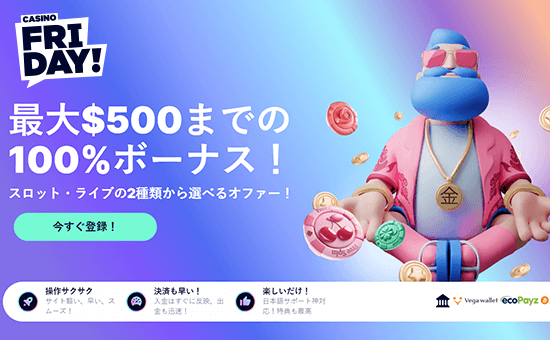 CASINO
FRI
DAY!
最大$500までの
100%ボーナス！
スロット・ライブの2種類から選べるオファー！
今すぐ登録！
金
操作サクサク
サイト軽い、早い、ス
ムーズ！
決済も早い！
入金はすぐに反映、出
金も迅速！
楽しいだけ！
日本語サポート神対
応！特典も最高
Vega wallet
ecoPayz